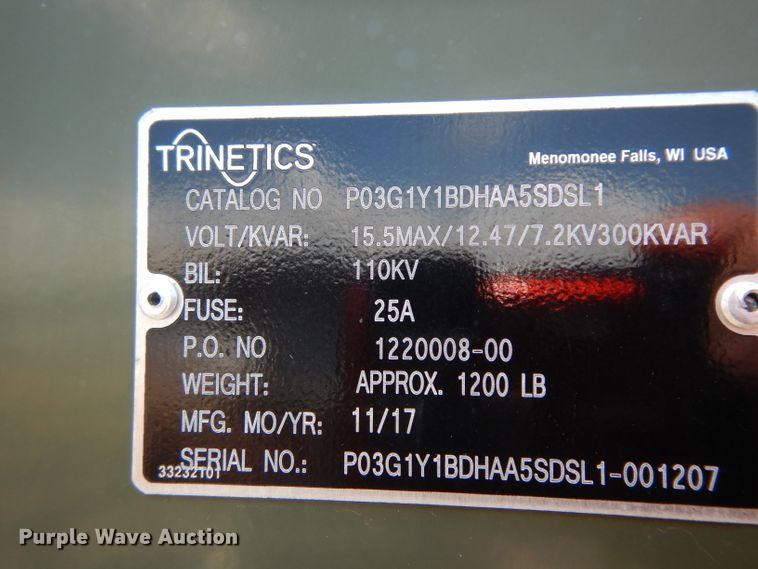 TRINETICS
Menomonee Falls, WI USA
CATALOG NO P03G1Y1BDHAA5SDSL1
VOLT/KVAR: 15.5MAX/12.47/7.2KV300KVAR
BIL: 110KV
FUSE: 25A
P.O. NO 1220008-00
WEIGHT: APPROX. 1200 LB
MFG. MO/YR: 11/17
SERIAL NO.: P03G1Y1BDHAA5SDSL1-001207
33232101
Purple Wave Auction